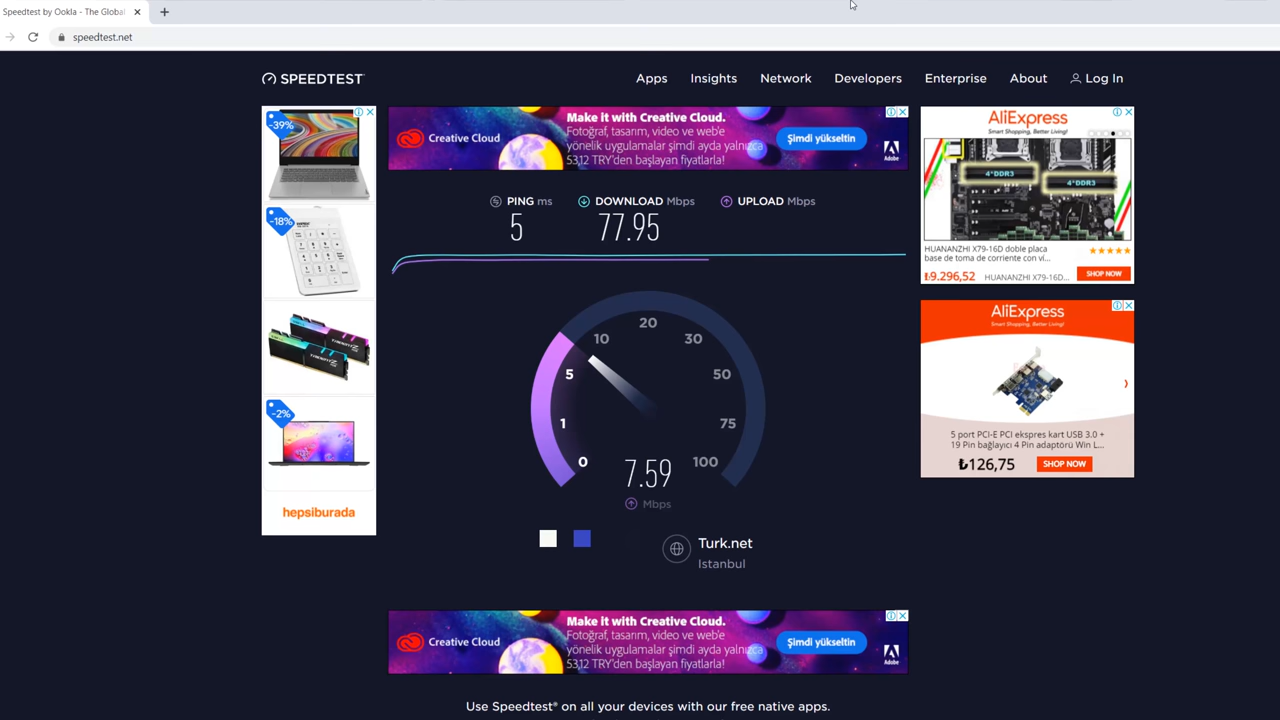 Speedtest by Ookla - The Global
speedtest.net
SPEEDTEST
Apps Insights Network Developers Enterprise About Log In
-39%
-18%
-2%
hepsiburada
Creative Cloud
Make it with Creative Cloud.
Fotoğraf, tasarım, video ve web'e
yönelik uygulamalar şimdi ayda yalnızca
53,12 TRY'den başlayan fiyatlarla!
Şimdi yükseltin
Adobe
PING ms DOWNLOAD Mbps UPLOAD Mbps
5 77.95
0
1
5
10
20
30
50
75
100
7.59
Mbps
Turk.net
Istanbul
AliExpress
Smart Shopping, Better Living!
4*DDR3
4*DDR3
HUANANZHI X79-16D doble placa
base de toma de corriente con vi...
₺9.296,52 HUANANZHI X79-16D... SHOP NOW
AliExpress
Smart Shopping, Better Living!
5 port PCI-E PCI ekspres kart USB 3.0 +
19 Pin bağlayıcı 4 Pin adaptörü Win L...
₺126,75 SHOP NOW
Creative Cloud
Make it with Creative Cloud.
Fotoğraf, tasarım, video ve web'e
yönelik uygulamalar şimdi ayda yalnızca
53,12 TRY'den başlayan fiyatlarla!
Şimdi yükseltin
Adobe
Use Speedtest® on all your devices with our free native apps.